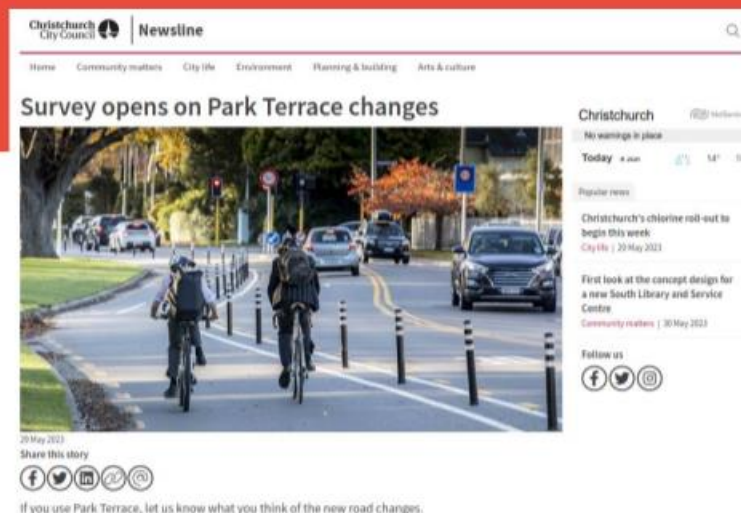 Christchurch
City Council
Newsline
Home Community matters City life Environment Planning & building Arts & culture
Survey opens on Park Terrace changes
29 May 2023
Share this story
If you use Park Terrace, let us know what you think of the new road changes.
Christchurch
No warnings in place
Today
14°
Popular news
Christchurch's chlorine roll-out to
begin this week
City life | 29 May 2023
First look at the concept design for
a new South Library and Service
Centre
Community matters | 30 May 2023
Follow us